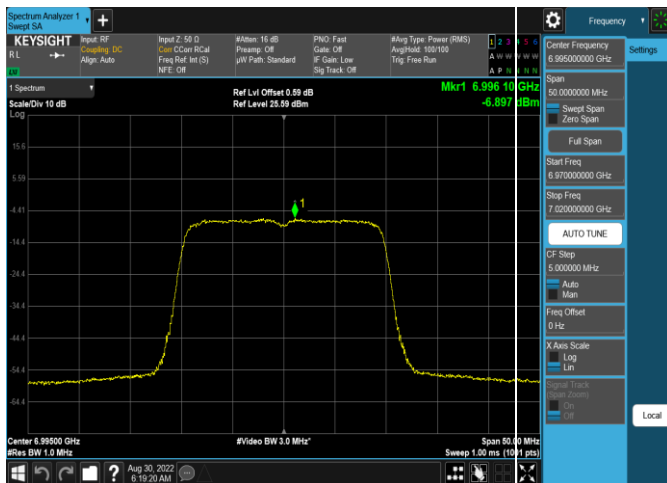 Spectrum Analyzer 1
Swept SA
Frequency
KEYSIGHT
RL
Input: RF
Coupling: DC
Align: Auto
Input Z: 50 Ω
Corr CCorr RCal
Freq Ref: Int (S)
NFE: Off
#Atten: 16 dB
Preamp: Off
µW Path: Standard
PNO: Fast
Gate: Off
IF Gain: Low
Sig Track: Off
#Avg Type: Power (RMS)
Avg|Hold: 100/100
Trig: Free Run
1 2 3 4 5 6
A W W W W W
A P N N N N
1 Spectrum
Scale/Div 10 dB
Log
Ref Lvl Offset 0.59 dB
Ref Level 25.59 dBm
Mkr1 6.996 10 GHz
-6.897 dBm
15.6
5.59
-4.41
-14.4
-24.4
-34.4
-44.4
-54.4
-64.4
1
Center 6.99500 GHz
#Res BW 1.0 MHz
#Video BW 3.0 MHz*
Span 50.00 MHz
Sweep 1.00 ms (1001 pts)
Aug 30, 2022
6:19:20 AM
Center Frequency
6.995000000 GHz
Span
50.0000000 MHz
Swept Span
Zero Span
Full Span
Start Freq
6.970000000 GHz
Stop Freq
7.020000000 GHz
AUTO TUNE
CF Step
5.000000 MHz
Auto
Man
Freq Offset
0 Hz
X Axis Scale
Log
Lin
Signal Track
(Span Zoom)
On
Off
Settings
Local